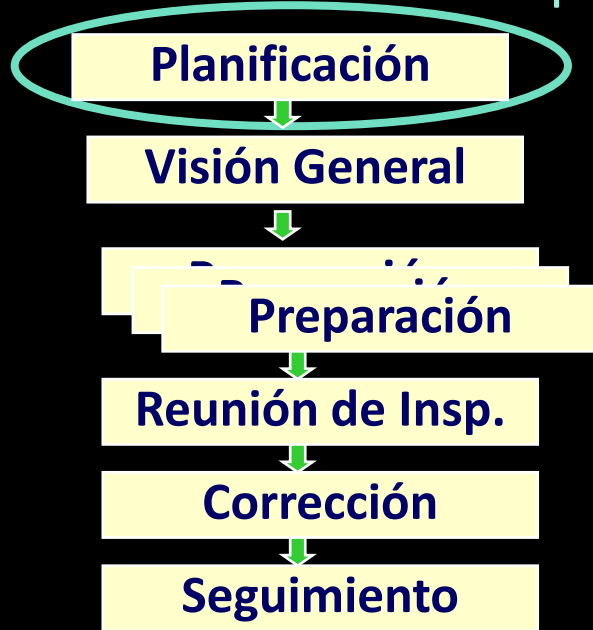 Planificación
Visión General
Preparación
Reunión de Insp.
Corrección
Seguimiento